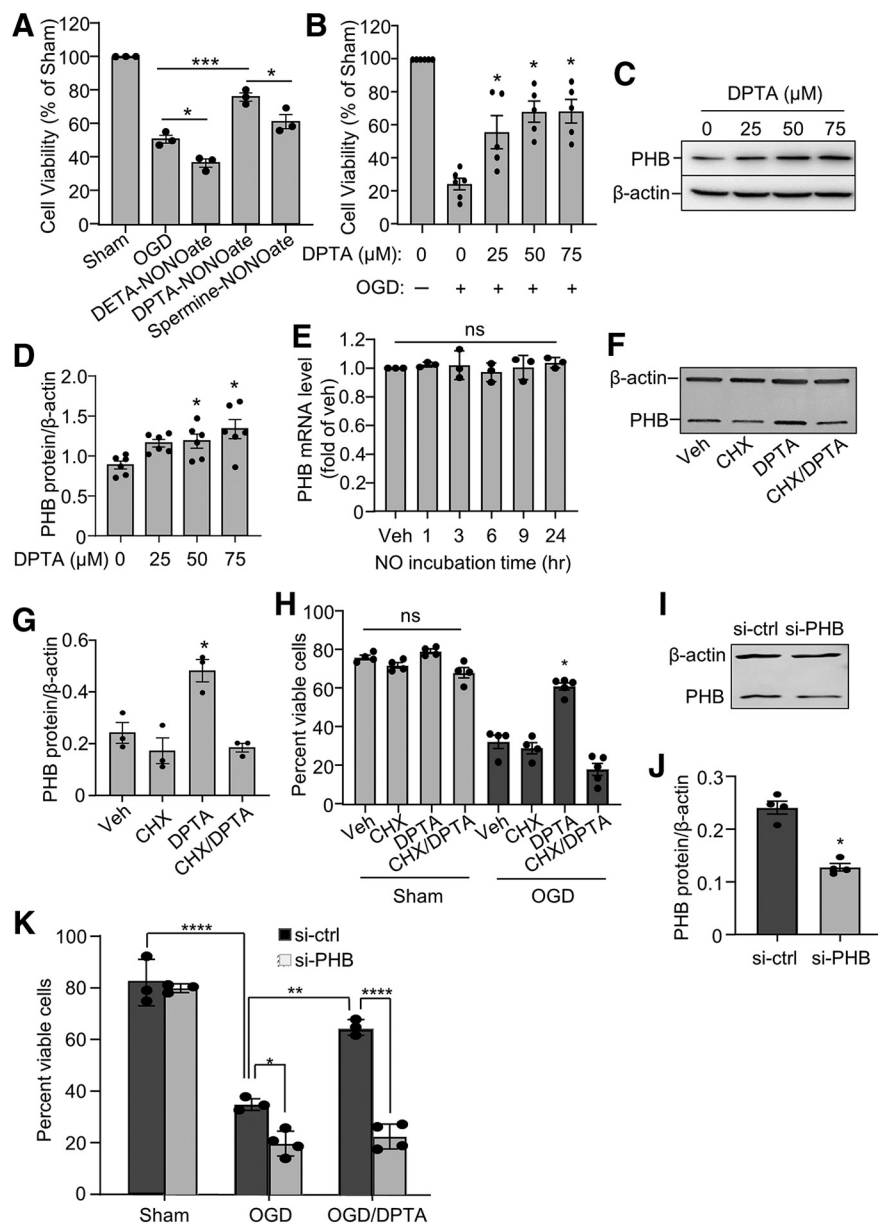 A
Cell Viability (% of Sham)
100
80
60
40
20
0
***
*
*
Sham
OGD
DETA-NONOate
DPTA-NONOate
Spermine-NONOate
B
Cell Viability (% of Sham)
100
80
60
40
20
0
* * *
DPTA (μM): 0 0 25 50 75
OGD: — + + + +
C
DPTA (μM)
0 25 50 75
PHB
β-actin
D
PHB protein/β-actin
2.0
1.5
1.0
0.5
0
* *
DPTA (μM) 0 25 50 75
E
PHB mRNA level
(fold of veh)
1.2
1.0
0.8
0.6
0.4
0.2
0
ns
Veh 1 3 6 9 24
NO incubation time (hr)
F
β-actin
PHB
Veh
CHX
DPTA
CHX/DPTA
G
PHB protein/β-actin
0.6
0.4
0.2
0
*
Veh
CHX
DPTA
CHX/DPTA
H
Percent viable cells
100
80
60
40
20
0
ns
*
Veh
CHX
DPTA
CHX/DPTA
Veh
CHX
DPTA
CHX/DPTA
Sham OGD
I
si-ctrl si-PHB
β-actin
PHB
J
PHB protein/β-actin
0.3
0.2
0.1
0
*
si-ctrl si-PHB
K
Percent viable cells
100
80
60
40
20
0
****
si-ctrl
si-PHB
**
****
*
Sham OGD OGD/DPTA